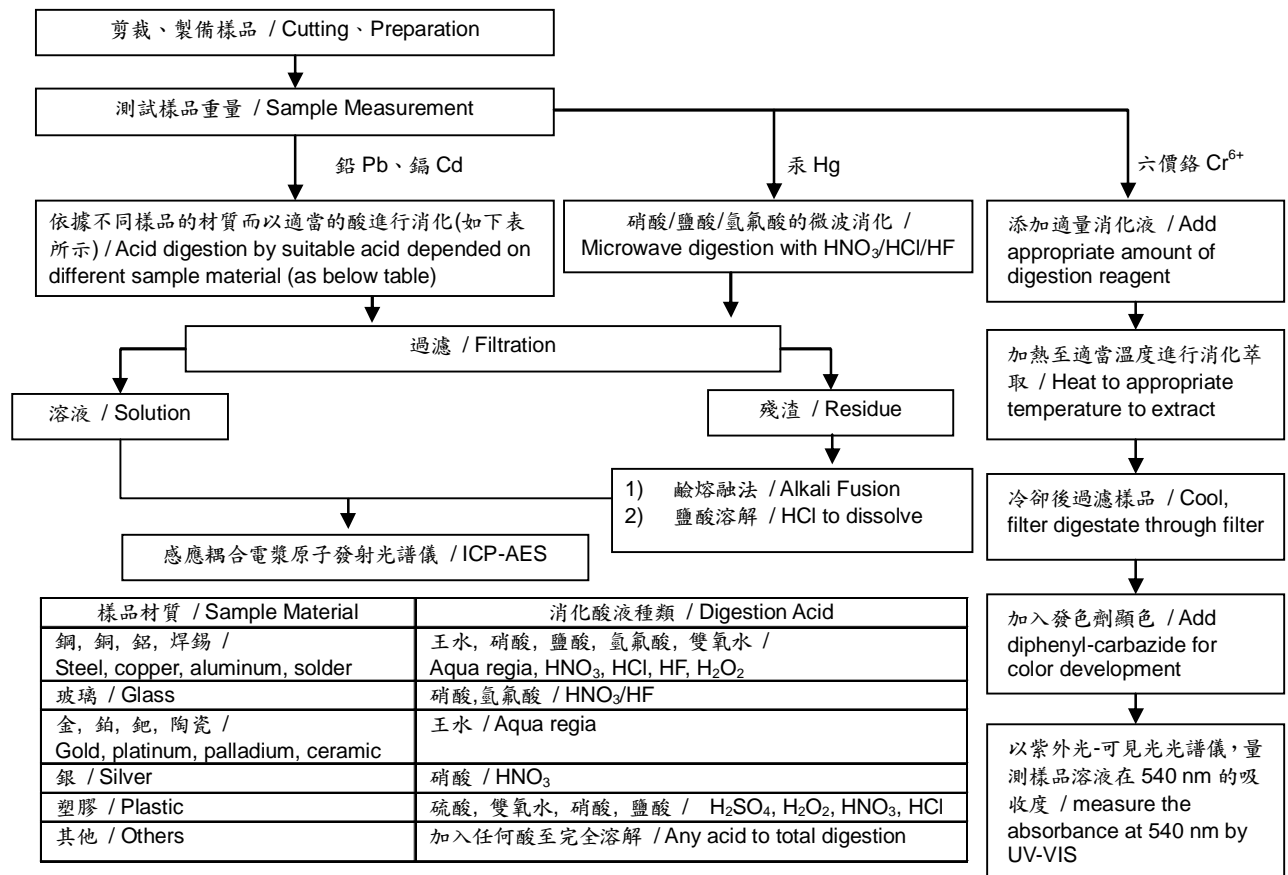 剪裁、製備樣品 / Cutting、Preparation
測試樣品重量 / Sample Measurement
鉛 Pb、鎘 Cd
汞 Hg
六價鉻 Cr⁶⁺
依據不同樣品的材質而以適當的酸進行消化(如下表
所示) / Acid digestion by suitable acid depended on
different sample material (as below table)
硝酸/鹽酸/氫氟酸的微波消化 /
Microwave digestion with HNO₃/HCl/HF
添加適量消化液 / Add
appropriate amount of
digestion reagent
過濾 / Filtration
加熱至適當溫度進行消化萃
取 / Heat to appropriate
temperature to extract
溶液 / Solution
殘渣 / Residue
1) 鹼熔融法 / Alkali Fusion
2) 鹽酸溶解 / HCl to dissolve
冷卻後過濾樣品 / Cool,
filter digestate through filter
感應耦合電漿原子發射光譜儀 / ICP-AES
加入發色劑顯色 / Add
diphenyl-carbazide for
color development
以紫外光-可見光光譜儀,量
測樣品溶液在 540 nm 的吸
收度 / measure the
absorbance at 540 nm by
UV-VIS
樣品材質 / Sample Material
消化酸液種類 / Digestion Acid
鋼, 銅, 鋁, 焊錫 /
Steel, copper, aluminum, solder
王水, 硝酸, 鹽酸, 氫氟酸, 雙氧水 /
Aqua regia, HNO₃, HCl, HF, H₂O₂
玻璃 / Glass
硝酸,氫氟酸 / HNO₃/HF
金, 鉑, 鈀, 陶瓷 /
Gold, platinum, palladium, ceramic
王水 / Aqua regia
銀 / Silver
硝酸 / HNO₃
塑膠 / Plastic
硫酸, 雙氧水, 硝酸, 鹽酸 / H₂SO₄, H₂O₂, HNO₃, HCl
其他 / Others
加入任何酸至完全溶解 / Any acid to total digestion